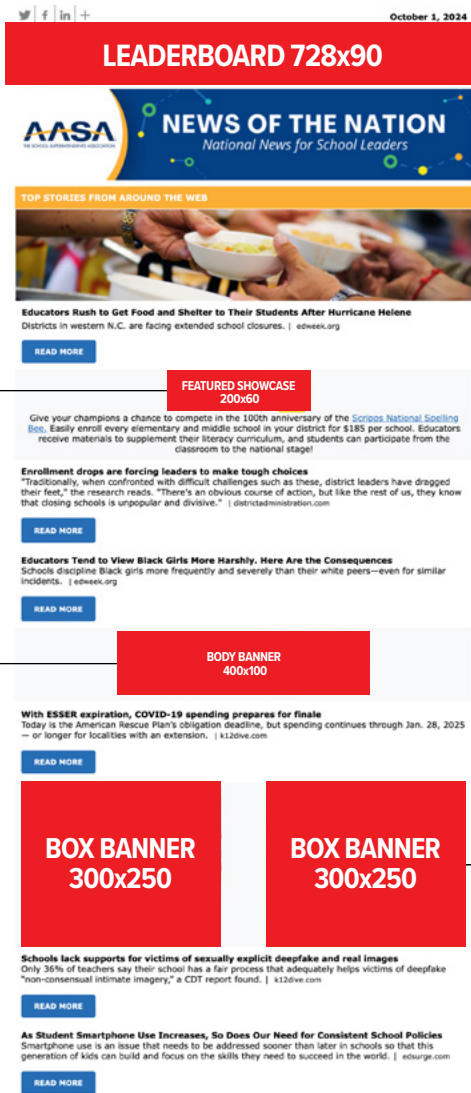 October 1, 2024
LEADERBOARD 728x90
AASA
THE SCHOOL SUPERINTENDENTS ASSOCIATION
NEWS OF THE NATION
National News for School Leaders
TOP STORIES FROM AROUND THE WEB
Educators Rush to Get Food and Shelter to Their Students After Hurricane Helene
Districts in western N.C. are facing extended school closures. | edweek.org
READ MORE
FEATURED SHOWCASE
200x60
Give your champions a chance to compete in the 100th anniversary of the Scripps National Spelling
Bee. Easily enroll every elementary and middle school in your district for $185 per school. Educators
receive materials to supplement their literacy curriculum, and students can participate from the
classroom to the national stage!
Enrollment drops are forcing leaders to make tough choices
"Traditionally, when confronted with difficult challenges such as these, district leaders have dragged
their feet," the research reads. "There's an obvious course of action, but like the rest of us, they know
that closing schools is unpopular and divisive." | districtadministration.com
READ MORE
Educators Tend to View Black Girls More Harshly. Here Are the Consequences
Schools discipline Black girls more frequently and severely than their white peers—even for similar
incidents. | edweek.org
READ MORE
BODY BANNER
400x100
With ESSER expiration, COVID-19 spending prepares for finale
Today is the American Rescue Plan's obligation deadline, but spending continues through Jan. 28, 2025
— or longer for localities with an extension. | k12dive.com
READ MORE
BOX BANNER
300x250
BOX BANNER
300x250
Schools lack supports for victims of sexually explicit deepfake and real images
Only 36% of teachers say their school has a fair process that adequately helps victims of deepfake
"non-consensual intimate imagery," a CDT report found. | k12dive.com
READ MORE
As Student Smartphone Use Increases, So Does Our Need for Consistent School Policies
Smartphone use is an issue that needs to be addressed sooner than later in schools so that this
generation of kids can build and focus on the skills they need to succeed in the world. | edsurge.com
READ MORE